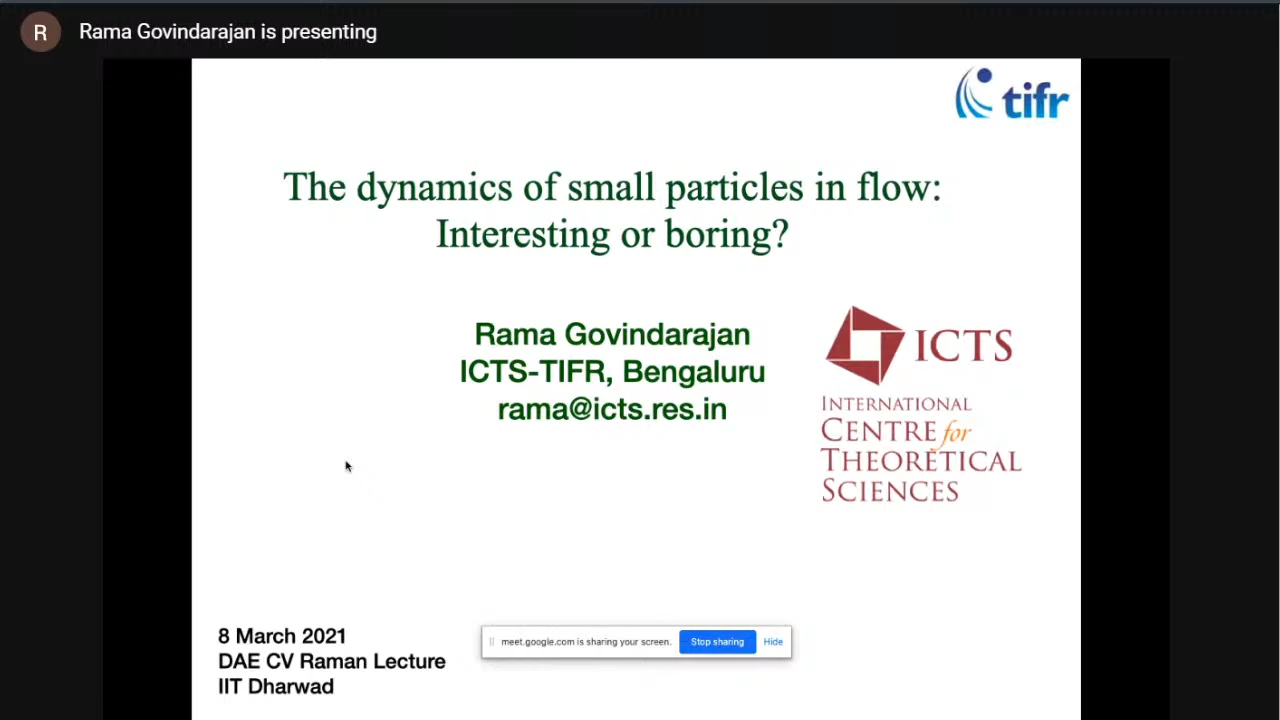 R
Rama Govindarajan is presenting
tifr
The dynamics of small particles in flow:
Interesting or boring?
Rama Govindarajan
ICTS-TIFR, Bengaluru
rama@icts.res.in
ICTS
INTERNATIONAL
CENTRE for
THEORETICAL
SCIENCES
8 March 2021
DAE CV Raman Lecture
IIT Dharwad
meet.google.com is sharing your screen. Stop sharing Hide